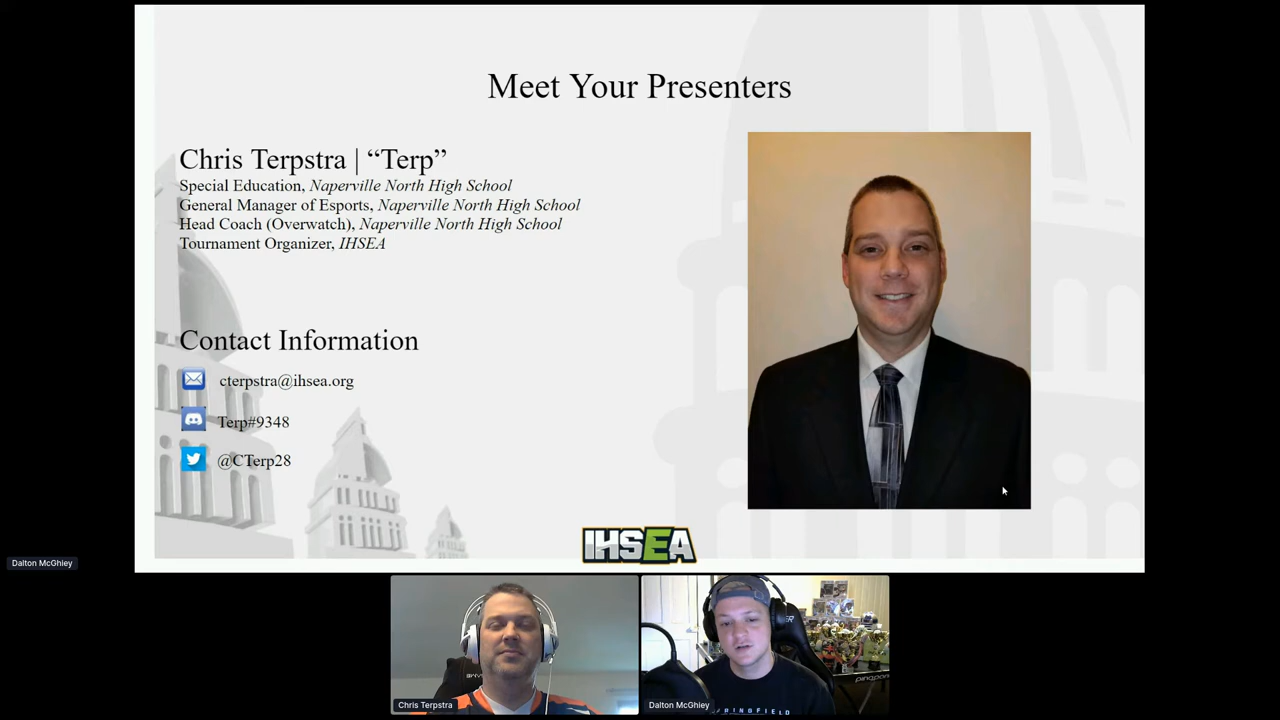 Meet Your Presenters
Chris Terpstra | “Terp”
Special Education, Naperville North High School
General Manager of Esports, Naperville North High School
Head Coach (Overwatch), Naperville North High School
Tournament Organizer, IHSEA
Contact Information
cterpstra@ihsea.org
Terp#9348
@CTerp28
IHSEA
Dalton McGhley
Chris Terpstra
Dalton McGhley